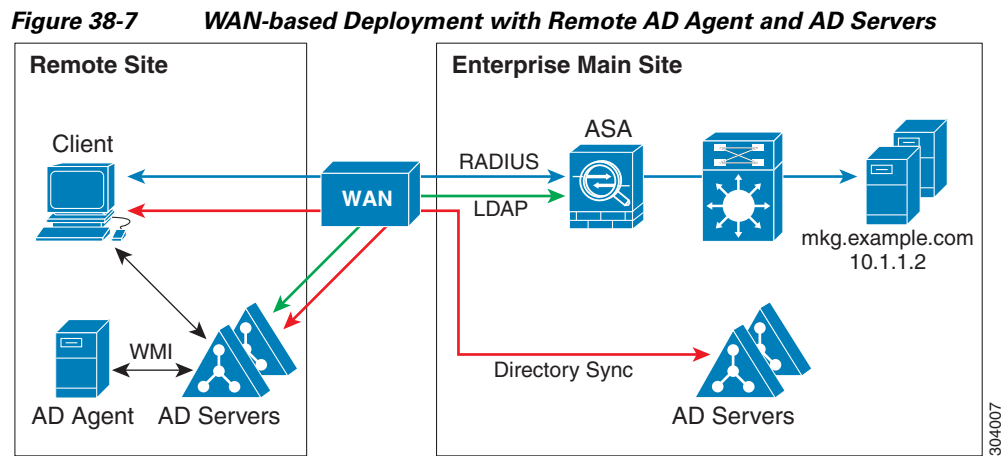 Figure 38-7 WAN-based Deployment with Remote AD Agent and AD Servers
Remote Site
Enterprise Main Site
Client
ASA
RADIUS
WAN
LDAP
mkg.example.com
10.1.1.2
WMI
Directory Sync
AD Agent
AD Servers
AD Servers
304007